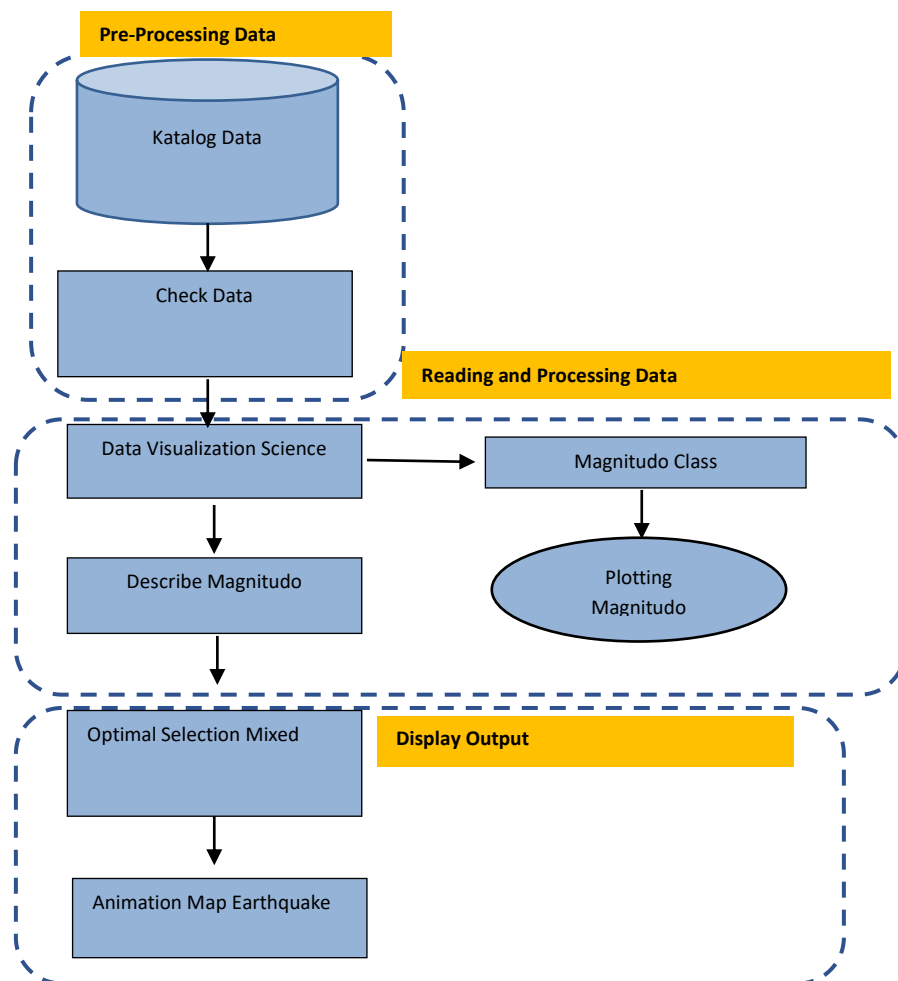 Pre-Processing Data
Katalog Data
Check Data
Reading and Processing Data
Data Visualization Science
Magnitudo Class
Describe Magnitudo
Plotting
Magnitudo
Optimal Selection Mixed
Display Output
Animation Map Earthquake